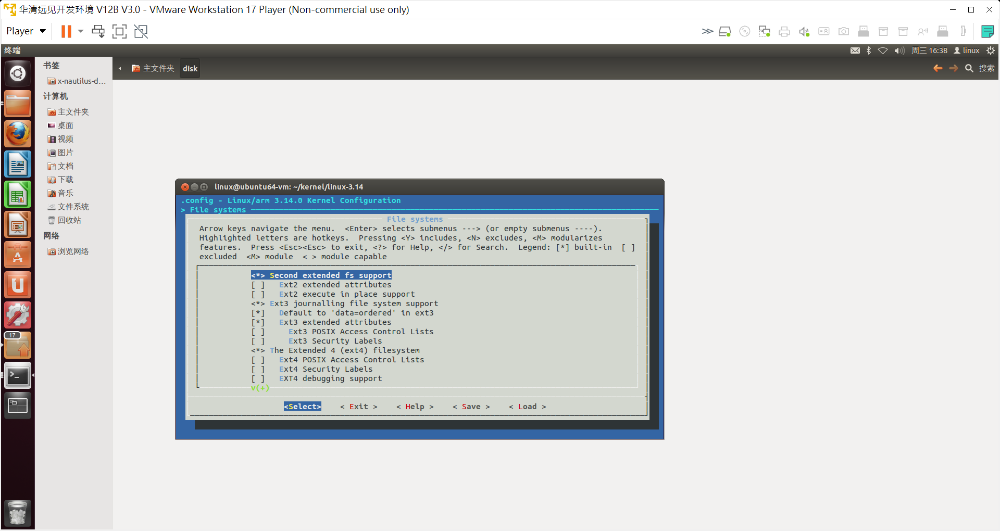 华清远见开发环境 V12B V3.0 - VMware Workstation 17 Player (Non-commercial use only)
Player
终端
周三 16:38
linux
书签
x-nautilus-d...
计算机
主文件夹
桌面
视频
图片
文档
下载
音乐
文件系统
回收站
网络
浏览网络
主文件夹
disk
搜索
17
linux@ubuntu64-vm: ~/kernel/linux-3.14
.config - Linux/arm 3.14.0 Kernel Configuration
> File systems
File systems
Arrow keys navigate the menu.  <Enter> selects submenus ---> (or empty submenus ----).
Highlighted letters are hotkeys.  Pressing <Y> includes, <N> excludes, <M> modularizes
features.  Press <Esc><Esc> to exit, <?> for Help, </> for Search.  Legend: [*] built-in  [ ]
excluded  <M> module  < > module capable
<*> Second extended fs support
[ ]   Ext2 extended attributes
[ ]   Ext2 execute in place support
<*> Ext3 journalling file system support
[*]   Default to 'data=ordered' in ext3
[*]   Ext3 extended attributes
[ ]     Ext3 POSIX Access Control Lists
[ ]     Ext3 Security Labels
<*> The Extended 4 (ext4) filesystem
[ ]   Ext4 POSIX Access Control Lists
[ ]   Ext4 Security Labels
[ ]   EXT4 debugging support
v(+)
<Select>    < Exit >    < Help >    < Save >    < Load >